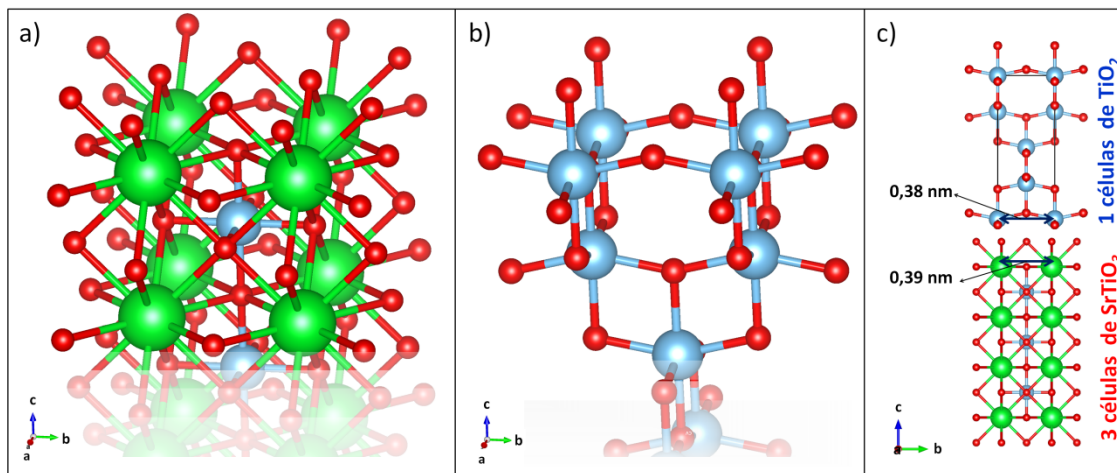 a)
b)
c)
0,38 nm
0,39 nm
1 células de TiO2
3 células de SrTiO3
c
b
a
c
b
a
c
a
b